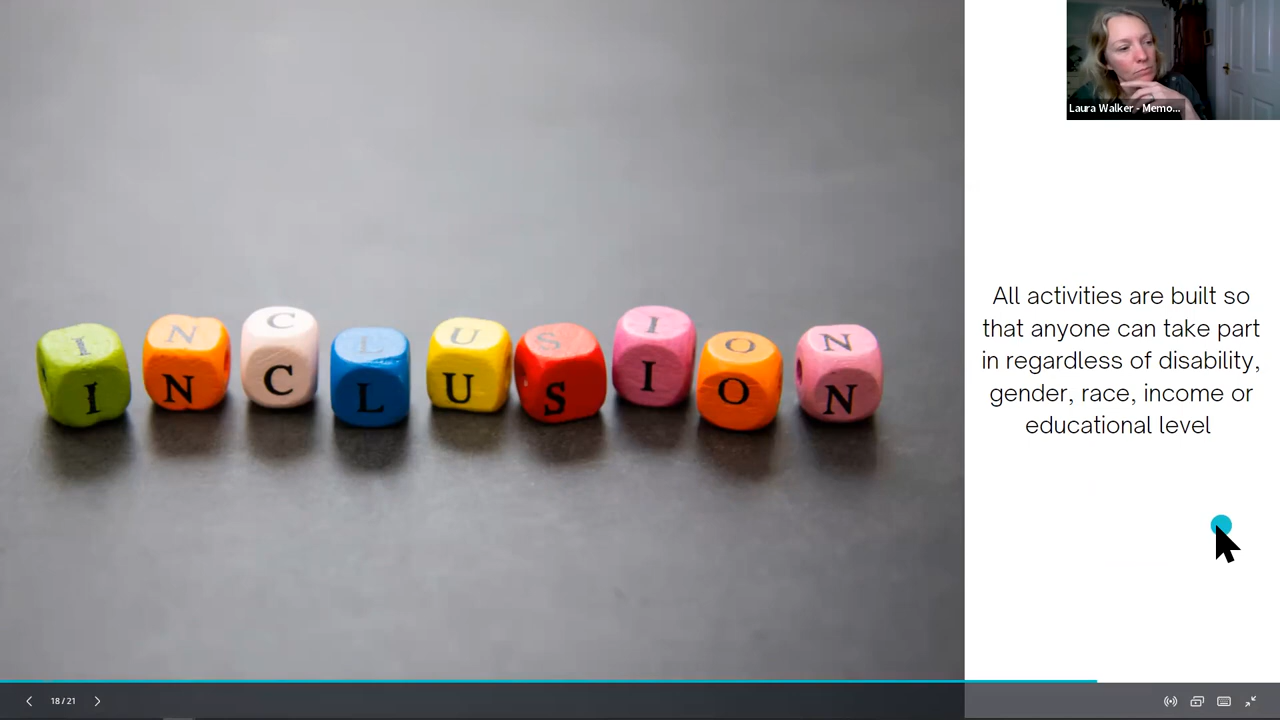 Laura Walker - Memo...
I N C L U S I O N
I N C L U S I O N
All activities are built so
that anyone can take part
in regardless of disability,
gender, race, income or
educational level
18 / 21